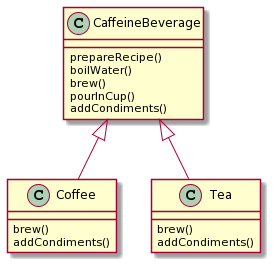 C CaffeineBeverage
prepareRecipe()
boilWater()
brew()
pourInCup()
addCondiments()
C Coffee
brew()
addCondiments()
C Tea
brew()
addCondiments()